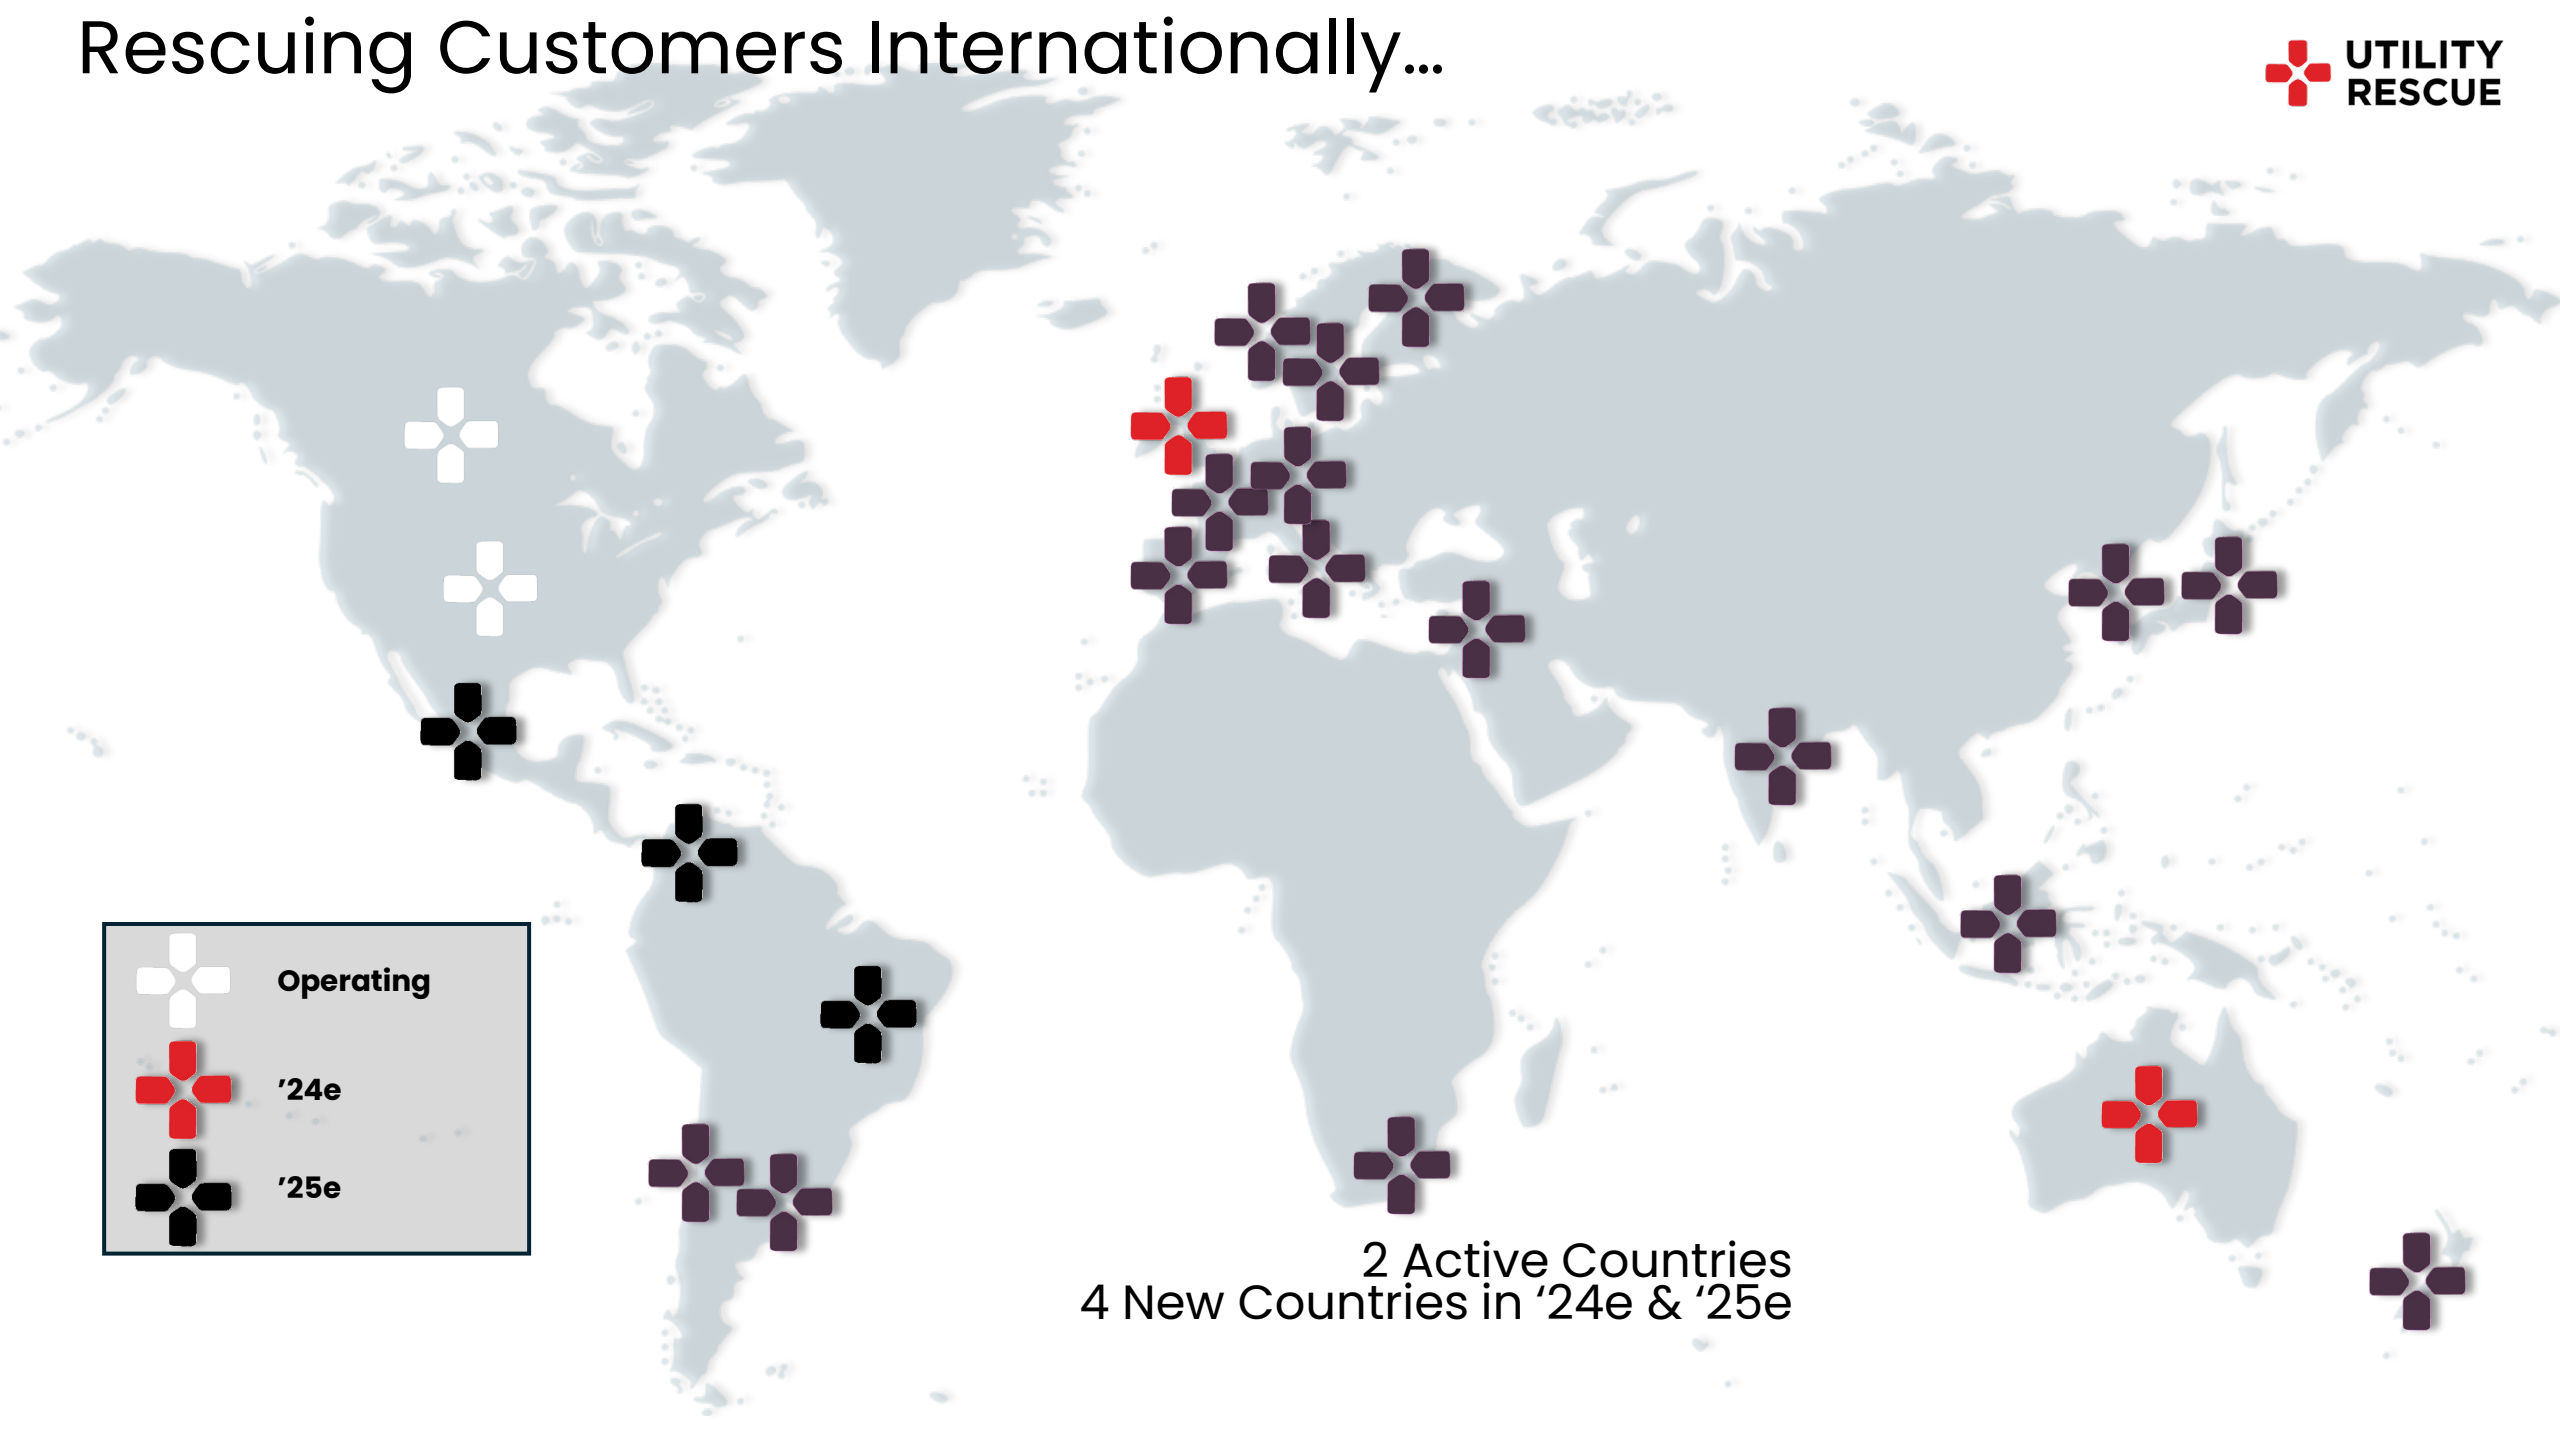 Rescuing Customers Internationally…
UTILITY
RESCUE
Operating
’24e
’25e
2 Active Countries
4 New Countries in ‘24e & ‘25e